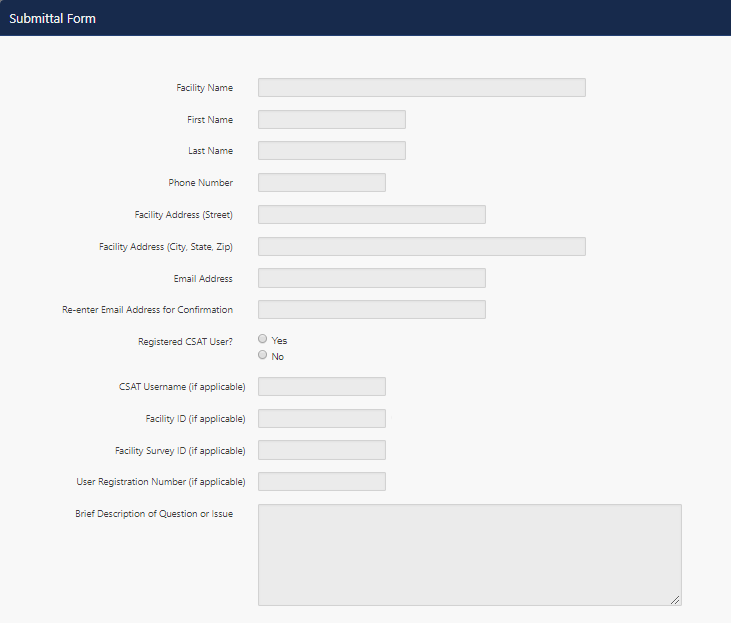 Submittal Form
Facility Name
First Name
Last Name
Phone Number
Facility Address (Street)
Facility Address (City, State, Zip)
Email Address
Re-enter Email Address for Confirmation
Registered CSAT User?
Yes
No
CSAT Username (if applicable)
Facility ID (if applicable)
Facility Survey ID (if applicable)
User Registration Number (if applicable)
Brief Description of Question or Issue